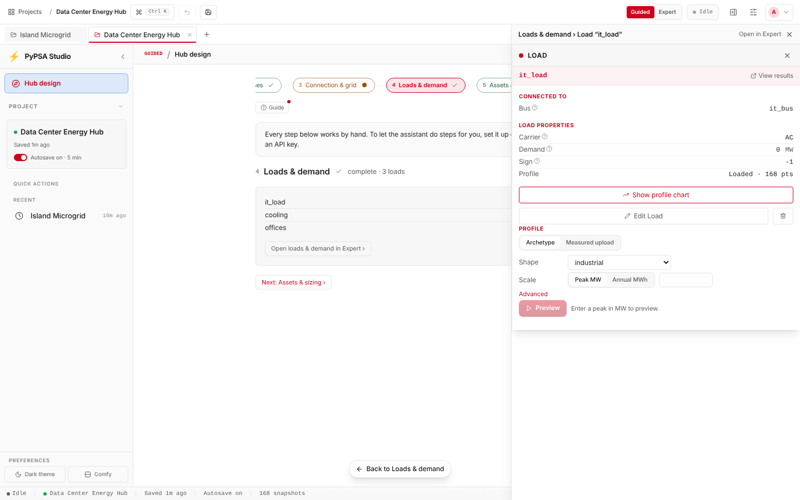 Projects / Data Center Energy Hub Ctrl K Guided Expert Idle A
Island Microgrid Data Center Energy Hub
PyPSA Studio
GUIDED / Hub design
Hub design
PROJECT
Data Center Energy Hub
Saved 1m ago
Autosave on · 5 min
QUICK ACTIONS
RECENT
Island Microgrid 10m ago
3 Connection & grid 4 Loads & demand 5 Assets
Guide
Every step below works by hand. To let the assistant do steps for you, set it up
an API key.
4 Loads & demand complete · 3 loads
it_load
cooling
offices
Open loads & demand in Expert ›
Next: Assets & sizing ›
Back to Loads & demand
Loads & demand › Load "it_load" Open in Expert
LOAD
it_load View results
CONNECTED TO
Bus it_bus
LOAD PROPERTIES
Carrier AC
Demand 0 MW
Sign -1
Profile Loaded · 168 pts
Show profile chart
Edit Load
PROFILE
Archetype Measured upload
Shape industrial
Scale Peak MW Annual MWh
Advanced
Preview Enter a peak in MW to preview.
PREFERENCES
Dark theme Comfy
Idle Data Center Energy Hub Saved 1m ago Autosave on 168 snapshots